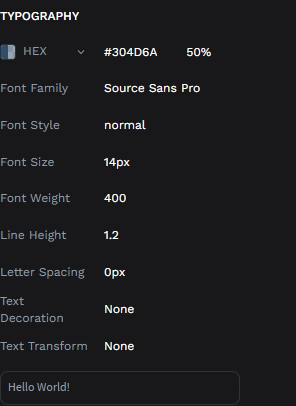 TYPOGRAPHY
HEX #304D6A 50%
Font Family Source Sans Pro
Font Style normal
Font Size 14px
Font Weight 400
Line Height 1.2
Letter Spacing 0px
Text
Decoration None
Text Transform None
Hello World!